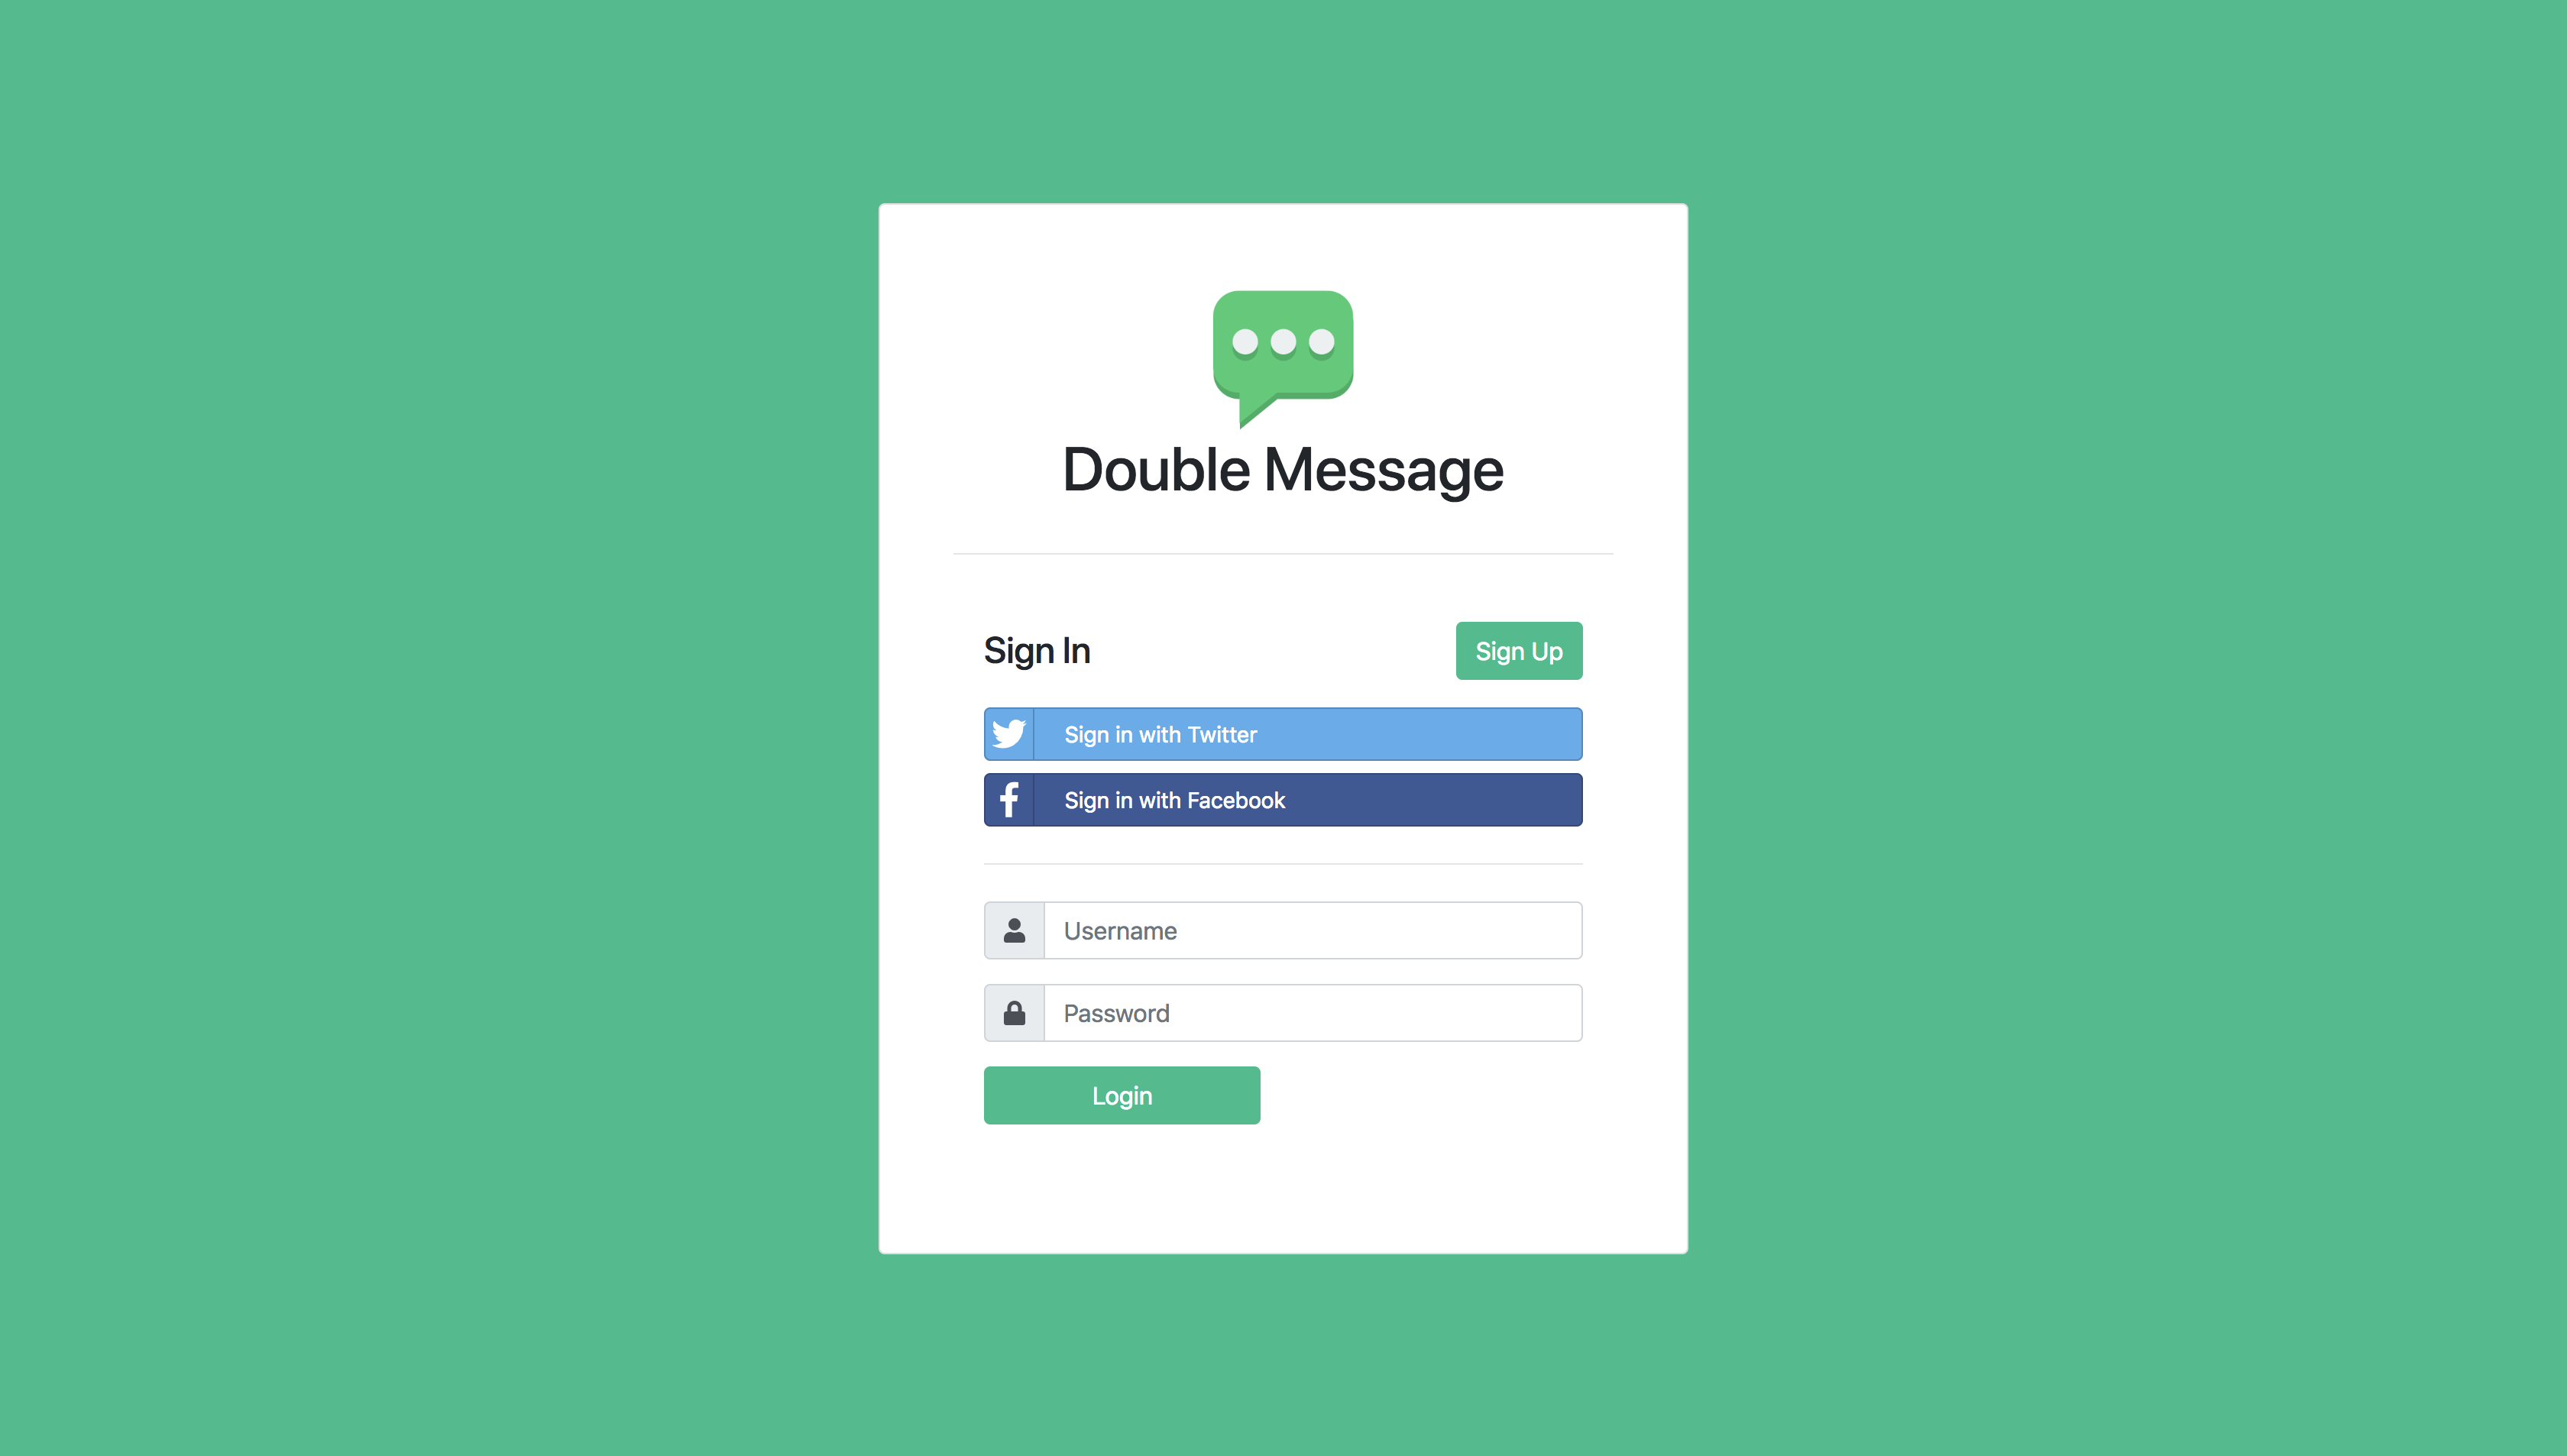 Double Message
Sign In
Sign Up
Sign in with Twitter
Sign in with Facebook
Username
Password
Login